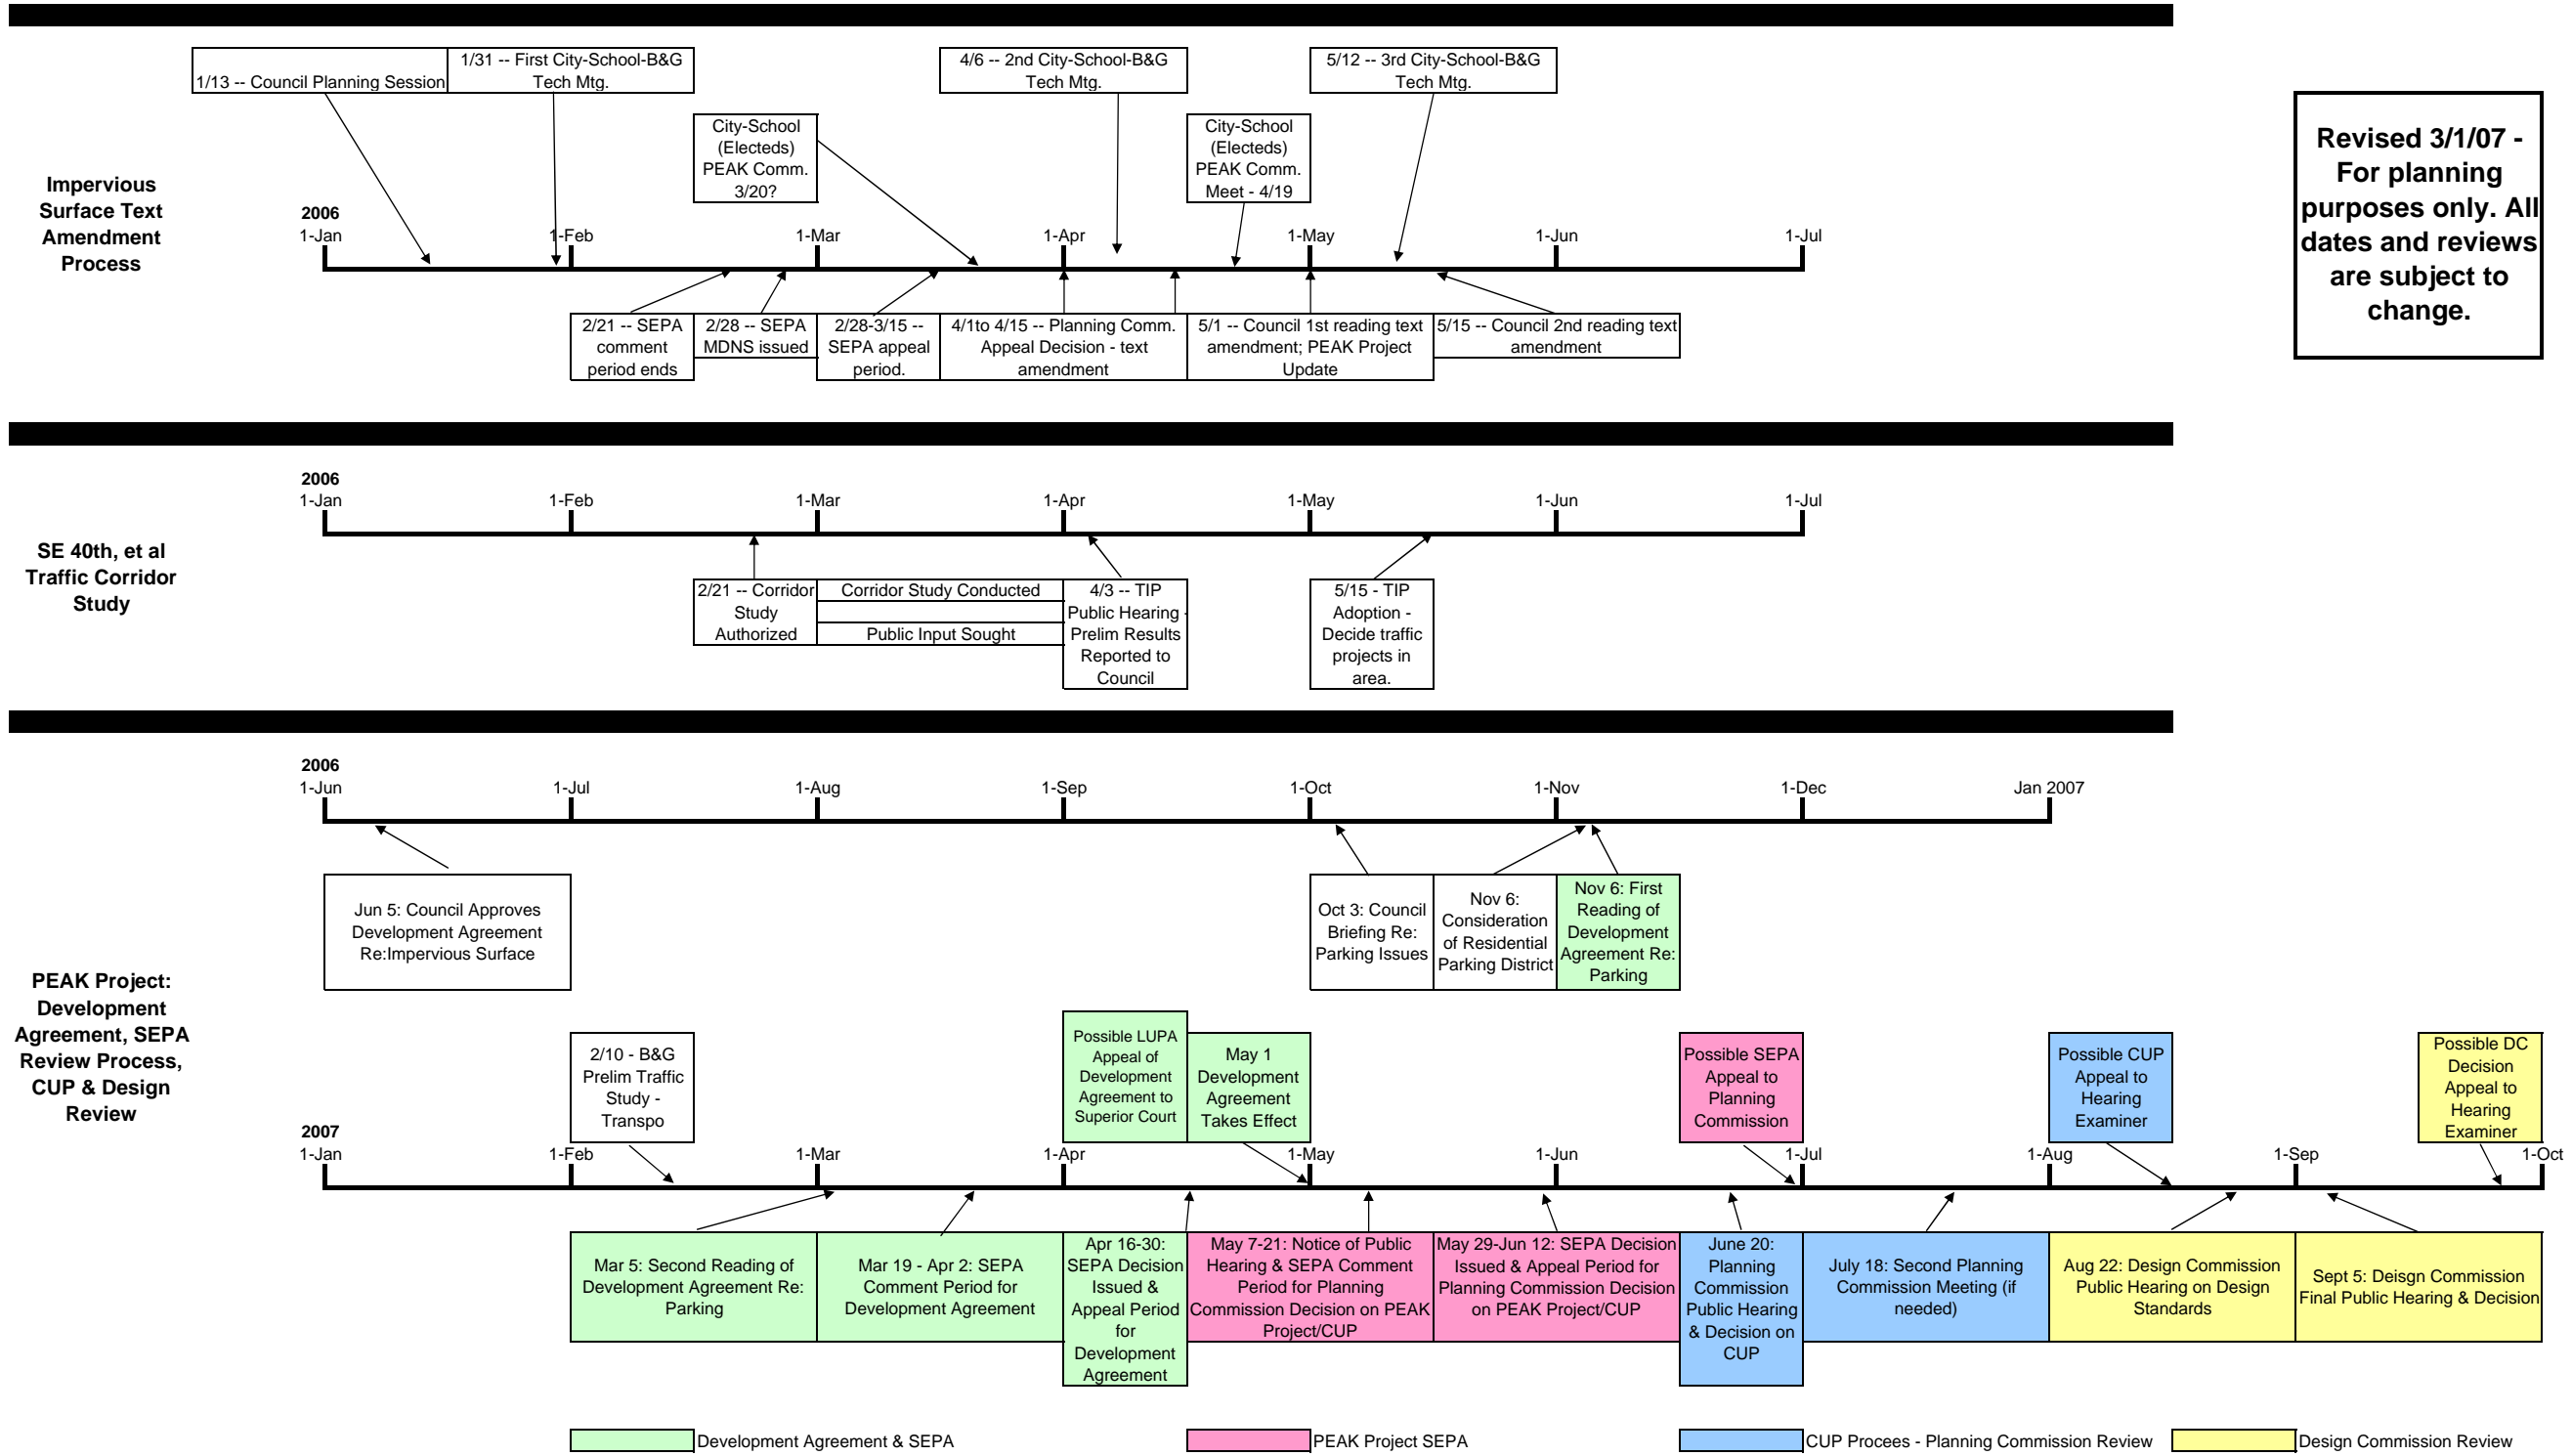 1/13 -- Council Planning Session
1/31 -- First City-School-B&G
Tech Mtg.
4/6 -- 2nd City-School-B&G
Tech Mtg.
5/12 -- 3rd City-School-B&G
Tech Mtg.
City-School
(Electeds)
PEAK Comm.
3/20?
City-School
(Electeds)
PEAK Comm.
Meet - 4/19
Revised 3/1/07 -
For planning
purposes only. All
dates and reviews
are subject to
change.
Impervious
Surface Text
Amendment
Process
2006
1-Jan
1-Feb
1-Mar
1-Apr
1-May
1-Jun
1-Jul
2/21 -- SEPA
comment
period ends
2/28 -- SEPA
MDNS issued
2/28-3/15 --
SEPA appeal
period.
4/1to 4/15 -- Planning Comm.
Appeal Decision - text
amendment
5/1 -- Council 1st reading text
amendment; PEAK Project
Update
5/15 -- Council 2nd reading text
amendment
SE 40th, et al
Traffic Corridor
Study
2006
1-Jan
1-Feb
1-Mar
1-Apr
1-May
1-Jun
1-Jul
2/21 -- Corridor
Study
Authorized
Corridor Study Conducted
Public Input Sought
4/3 -- TIP
Public Hearing -
Prelim Results
Reported to
Council
5/15 - TIP
Adoption -
Decide traffic
projects in
area.
2006
1-Jun
1-Jul
1-Aug
1-Sep
1-Oct
1-Nov
1-Dec
Jan 2007
Jun 5: Council Approves
Development Agreement
Re:Impervious Surface
Oct 3: Council
Briefing Re:
Parking Issues
Nov 6:
Consideration
of Residential
Parking District
Nov 6: First
Reading of
Development
Agreement Re:
Parking
PEAK Project:
Development
Agreement, SEPA
Review Process,
CUP & Design
Review
2/10 - B&G
Prelim Traffic
Study -
Transpo
Possible LUPA
Appeal of
Development
Agreement to
Superior Court
May 1
Development
Agreement
Takes Effect
Possible SEPA
Appeal to
Planning
Commission
Possible CUP
Appeal to
Hearing
Examiner
Possible DC
Decision
Appeal to
Hearing
Examiner
2007
1-Jan
1-Feb
1-Mar
1-Apr
1-May
1-Jun
1-Jul
1-Aug
1-Sep
1-Oct
Mar 5: Second Reading of
Development Agreement Re:
Parking
Mar 19 - Apr 2: SEPA
Comment Period for
Development Agreement
Apr 16-30:
SEPA Decision
Issued &
Appeal Period
for
Development
Agreement
May 7-21: Notice of Public
Hearing & SEPA Comment
Period for Planning
Commission Decision on PEAK
Project/CUP
May 29-Jun 12: SEPA Decision
Issued & Appeal Period for
Planning Commission Decision
on PEAK Project/CUP
June 20:
Planning
Commission
Public Hearing
& Decision on
CUP
July 18: Second Planning
Commission Meeting (if
needed)
Aug 22: Design Commission
Public Hearing on Design
Standards
Sept 5: Deisgn Commission
Final Public Hearing & Decision
Development Agreement & SEPA
PEAK Project SEPA
CUP Procees - Planning Commission Review
Design Commission Review